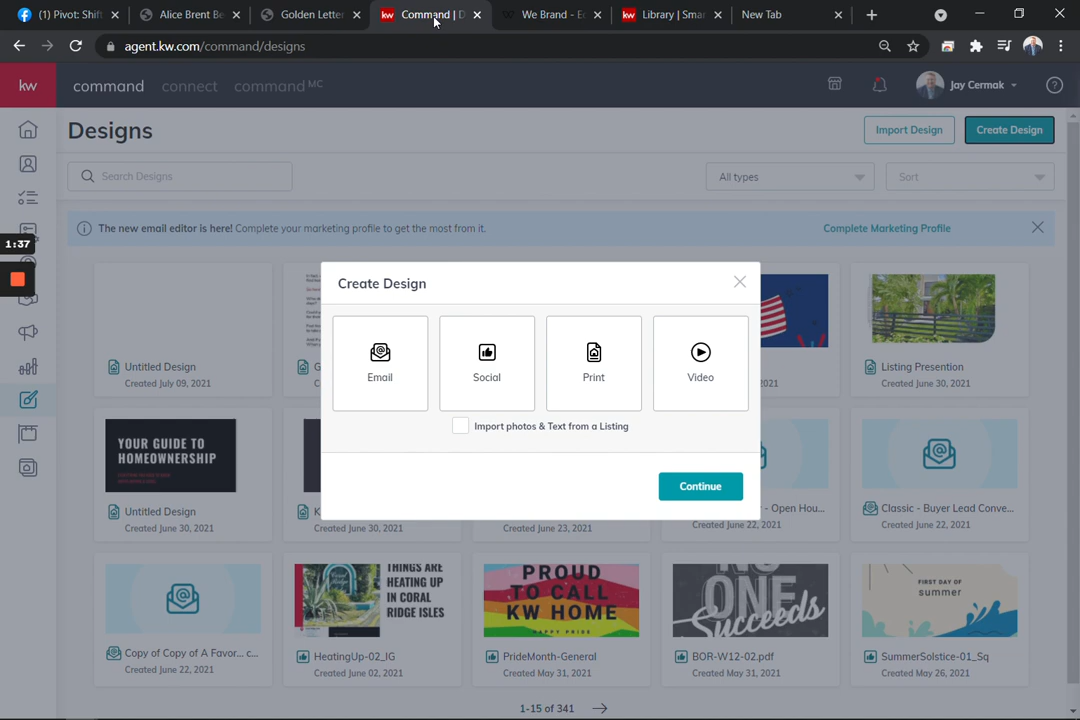 (1) Pivot: Shift
Alice Brent Be
Golden Letter
Command | D
We Brand - Ec
Library | Smar
New Tab
agent.kw.com/command/designs
kw
command
connect
command MC
Jay Cermak
Designs
Import Design
Create Design
Search Designs
All types
Sort
The new email editor is here! Complete your marketing profile to get the most from it.
Complete Marketing Profile
1:37
Create Design
Email
Social
Print
Video
Import photos & Text from a Listing
Continue
Untitled Design
Created July 09, 2021
G
2021
Listing Presention
Created June 30, 2021
YOUR GUIDE TO
HOMEOWNERSHIP
Untitled Design
Created June 30, 2021
K
Created June 30, 2021
Created June 23, 2021
- Open Hou...
Created June 22, 2021
Classic - Buyer Lead Conve...
Created June 22, 2021
Copy of Copy of A Favor... c...
Created June 22, 2021
THINGS ARE
HEATING UP
IN CORAL
RIDGE ISLES
HeatingUp-02_IG
Created June 02, 2021
PROUD
TO CALL
KW HOME
HAPPY PRIDE
PrideMonth-General
Created May 31, 2021
NO
ONE
Succeeds
BOR-W12-02.pdf
Created May 31, 2021
FIRST DAY OF
summer
SummerSolstice-01_Sq
Created May 26, 2021
1-15 of 341